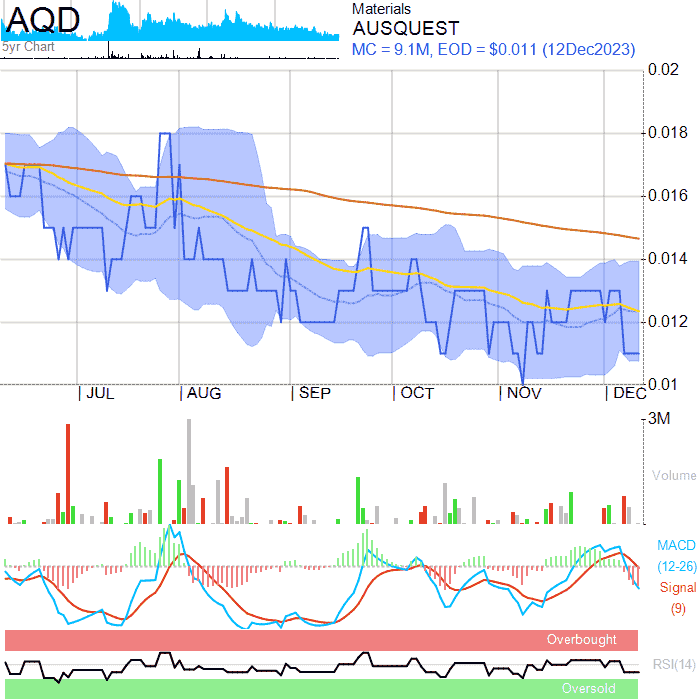 AQD
5yr Chart
Materials
AUSQUEST
MC = 9.1M, EOD = $0.011 (12Dec2023)
0.02
0.018
0.016
0.014
0.012
0.01
JUL AUG SEP OCT NOV DEC
3M
Volume
MACD
(12-26)
Signal
(9)
Overbought
RSI(14)
Oversold